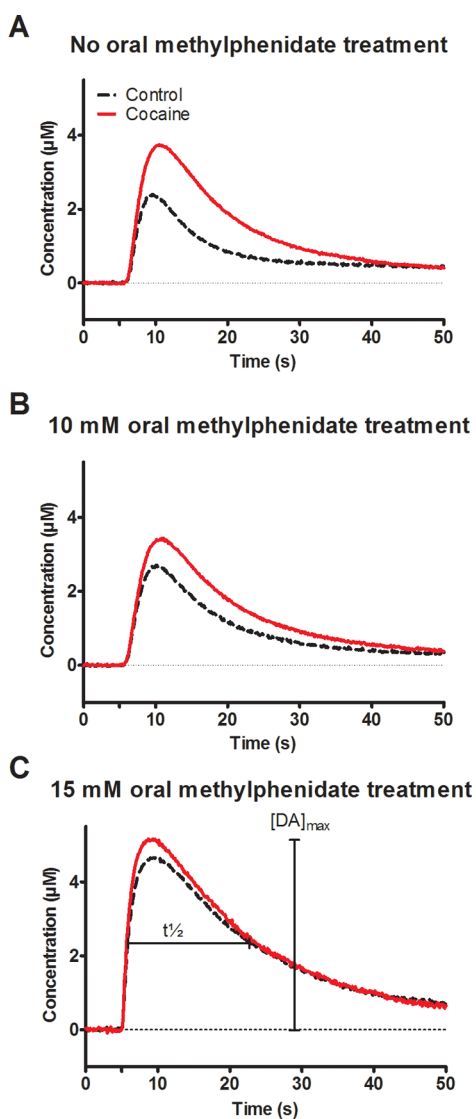 A
No oral methylphenidate treatment
Control
Cocaine
Concentration (µM)
4
2
0
0
10
20
30
40
50
Time (s)
B
10 mM oral methylphenidate treatment
Concentration (µM)
4
2
0
0
10
20
30
40
50
Time (s)
C
15 mM oral methylphenidate treatment
[DA]max
t½
Concentration (µM)
4
2
0
0
10
20
30
40
50
Time (s)